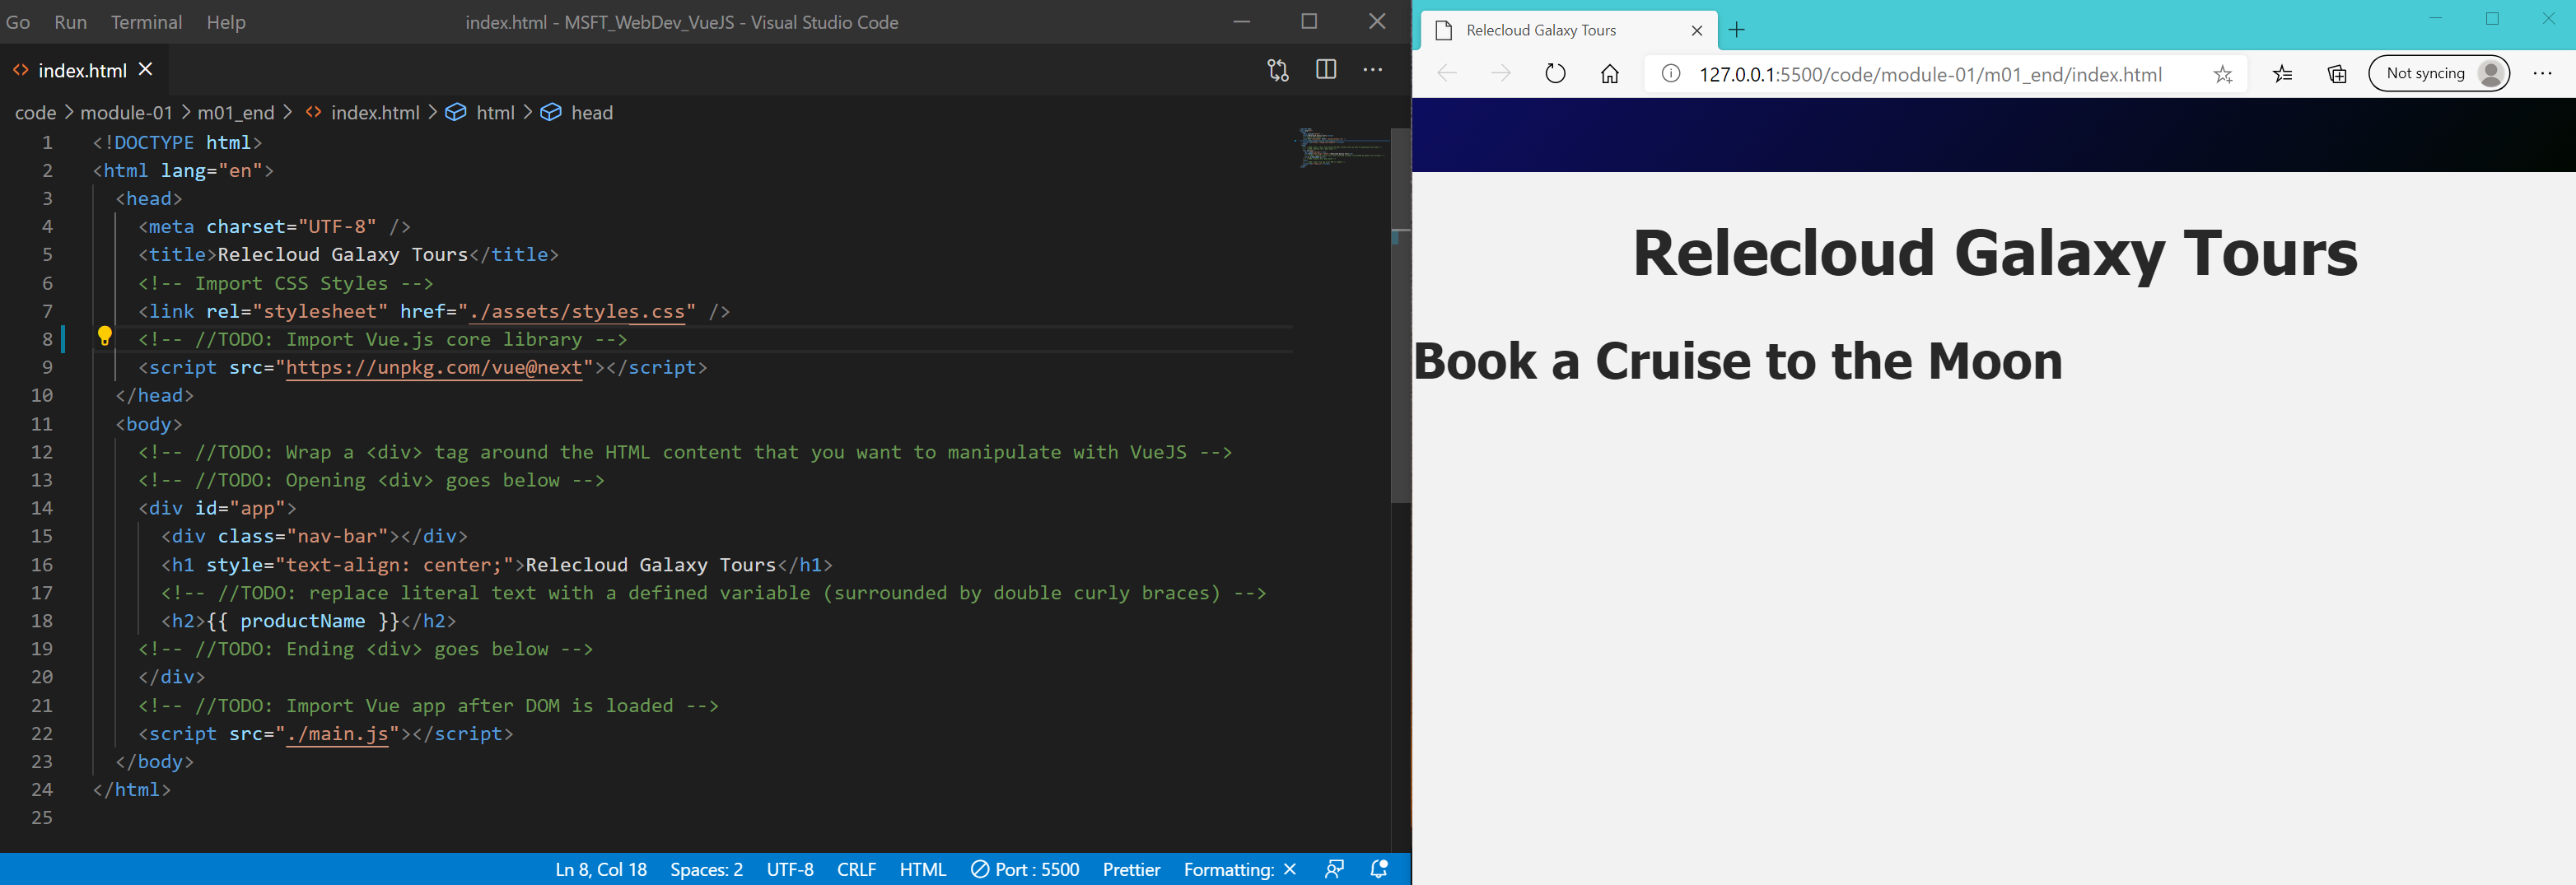 Go Run Terminal Help index.html - MSFT_WebDev_VueJS - Visual Studio Code
index.html
code > module-01 > m01_end > index.html > html > head
1 <!DOCTYPE html>
2 <html lang="en">
3 <head>
4 <meta charset="UTF-8" />
5 <title>Relecloud Galaxy Tours</title>
6 <!-- Import CSS Styles -->
7 <link rel="stylesheet" href="./assets/styles.css" />
8 <!-- //TODO: Import Vue.js core library -->
9 <script src="https://unpkg.com/vue@next"></script>
10 </head>
11 <body>
12 <!-- //TODO: Wrap a <div> tag around the HTML content that you want to manipulate with VueJS -->
13 <!-- //TODO: Opening <div> goes below -->
14 <div id="app">
15 <div class="nav-bar"></div>
16 <h1 style="text-align: center;">Relecloud Galaxy Tours</h1>
17 <!-- //TODO: replace literal text with a defined variable (surrounded by double curly braces) -->
18 <h2>{{ productName }}</h2>
19 <!-- //TODO: Ending <div> goes below -->
20 </div>
21 <!-- //TODO: Import Vue app after DOM is loaded -->
22 <script src="./main.js"></script>
23 </body>
24 </html>
25
Ln 8, Col 18 Spaces: 2 UTF-8 CRLF HTML Port : 5500 Prettier Formatting: ×
Relecloud Galaxy Tours
127.0.0.1:5500/code/module-01/m01_end/index.html Not syncing
Relecloud Galaxy Tours
Book a Cruise to the Moon